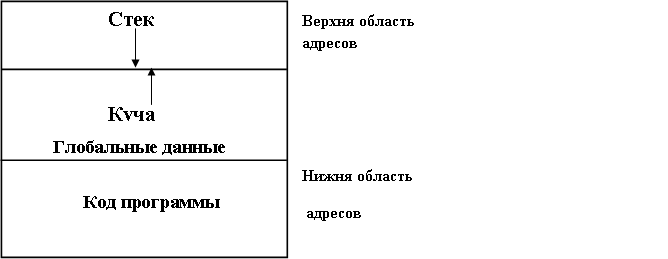 Стек
Верхня область
адресов
Куча
Глобальные данные
Нижня область
Код программы
адресов